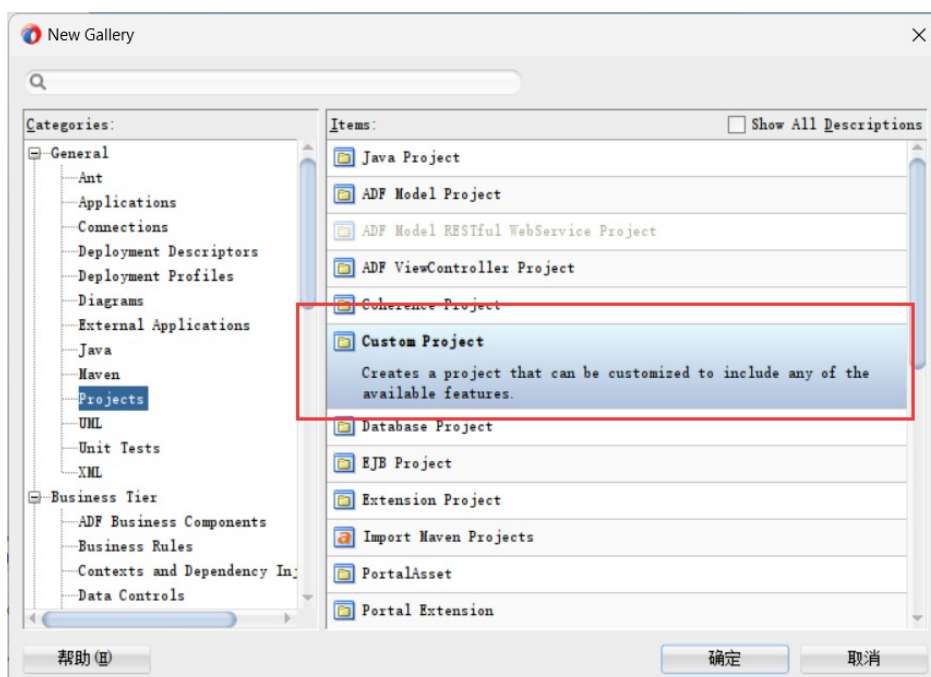 New Gallery
Categories:
General
Ant
Applications
Connections
Deployment Descriptors
Deployment Profiles
Diagrams
External Applications
Java
Maven
Projects
UML
Unit Tests
XML
Business Tier
ADF Business Components
Business Rules
Contexts and Dependency Inj
Data Controls
Items:
Show All Descriptions
Java Project
ADF Model Project
ADF Model RESTful WebService Project
ADF ViewController Project
Coherence Project
Custom Project
Creates a project that can be customized to include any of the
available features.
Database Project
EJB Project
Extension Project
Import Maven Projects
PortalAsset
Portal Extension
帮助(H)
确定
取消